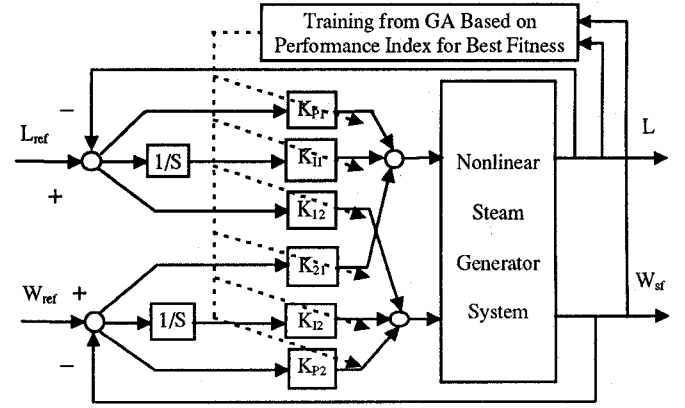 Training from GA Based on
Performance Index for Best Fitness
−
K_P1
L_ref
L
1/S
K_I1
Nonlinear
+
K_12
Steam
K_21
Generator
W_ref +
W_sf
1/S
K_I2
System
−
K_P2